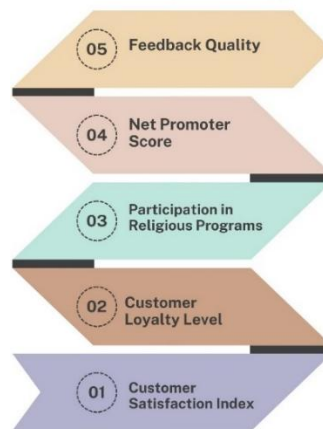 05 Feedback Quality
04 Net Promoter
Score
03 Participation in
Religious Programs
02 Customer
Loyalty Level
01 Customer
Satisfaction Index